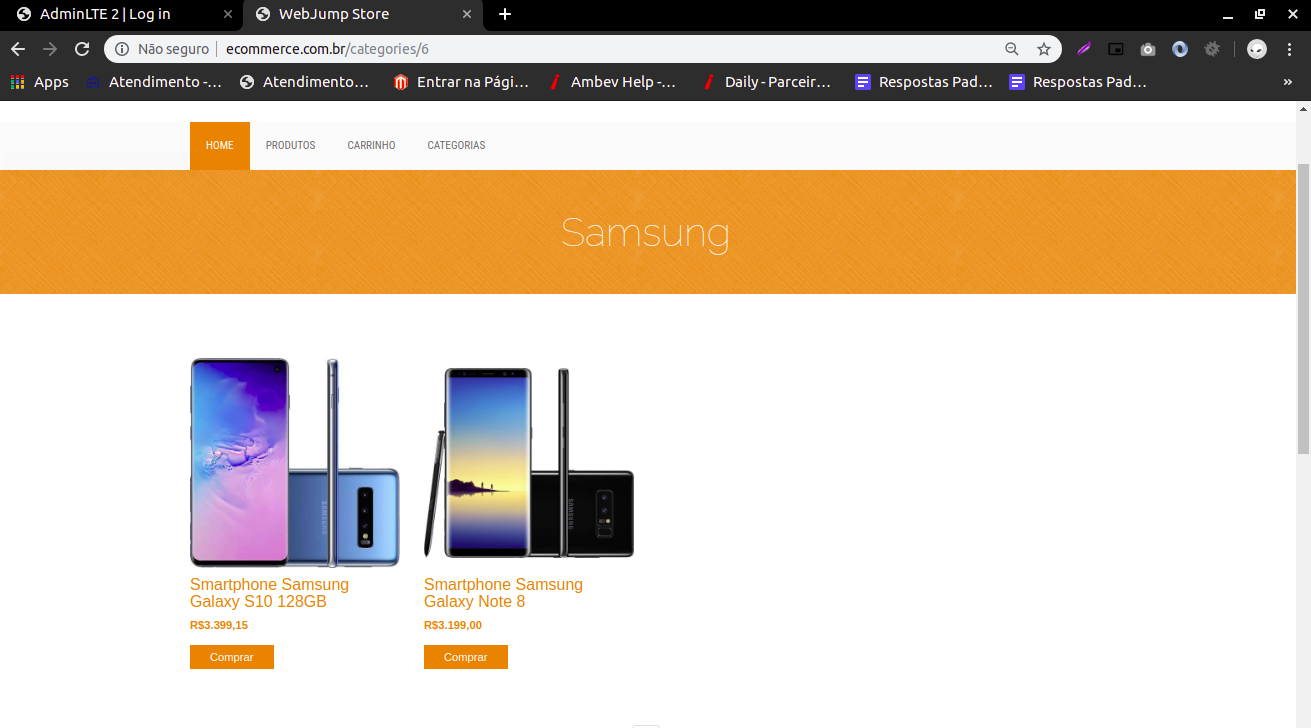 AdminLTE 2 | Log in
WebJump Store
Não seguro
ecommerce.com.br/categories/6
Apps
Atendimento -...
Atendimento...
Entrar na Pági...
Ambev Help -...
Daily - Parceir...
Respostas Pad...
Respostas Pad...
»
HOME
PRODUTOS
CARRINHO
CATEGORIAS
Samsung
SAMSUNG
SAMSUNG
Smartphone Samsung
Galaxy S10 128GB
R$3.399,15
Comprar
Smartphone Samsung
Galaxy Note 8
R$3.199,00
Comprar